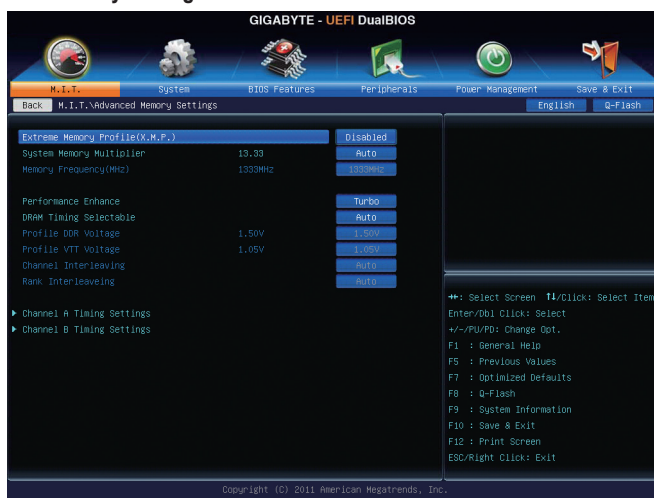 GIGABYTE - UEFI DualBIOS
M.I.T. System BIOS Features Peripherals Power Management Save & Exit
Back M.I.T.\Advanced Memory Settings English Q-Flash
Extreme Memory Profile(X.M.P.) Disabled
System Memory Multiplier 13.33 Auto
Memory Frequency(MHz) 1333MHz 1333MHz
Performance Enhance Turbo
DRAM Timing Selectable Auto
Profile DDR Voltage 1.50V 1.50V
Profile VTT Voltage 1.05V 1.05V
Channel Interleaving Auto
Rank Interleaveing Auto
Channel A Timing Settings
Channel B Timing Settings
→←: Select Screen ↑↓/Click: Select Item
Enter/Dbl Click: Select
+/-/PU/PD: Change Opt.
F1 : General Help
F5 : Previous Values
F7 : Optimized Defaults
F8 : Q-Flash
F9 : System Information
F10 : Save & Exit
F12 : Print Screen
ESC/Right Click: Exit
Copyright (C) 2011 American Megatrends, Inc.